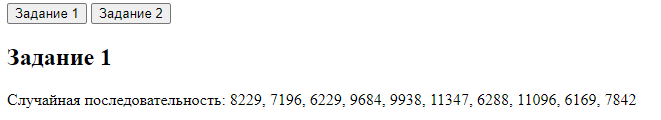 Задание 1 Задание 2
Задание 1
Случайная последовательность: 8229, 7196, 6229, 9684, 9938, 11347, 6288, 11096, 6169, 7842